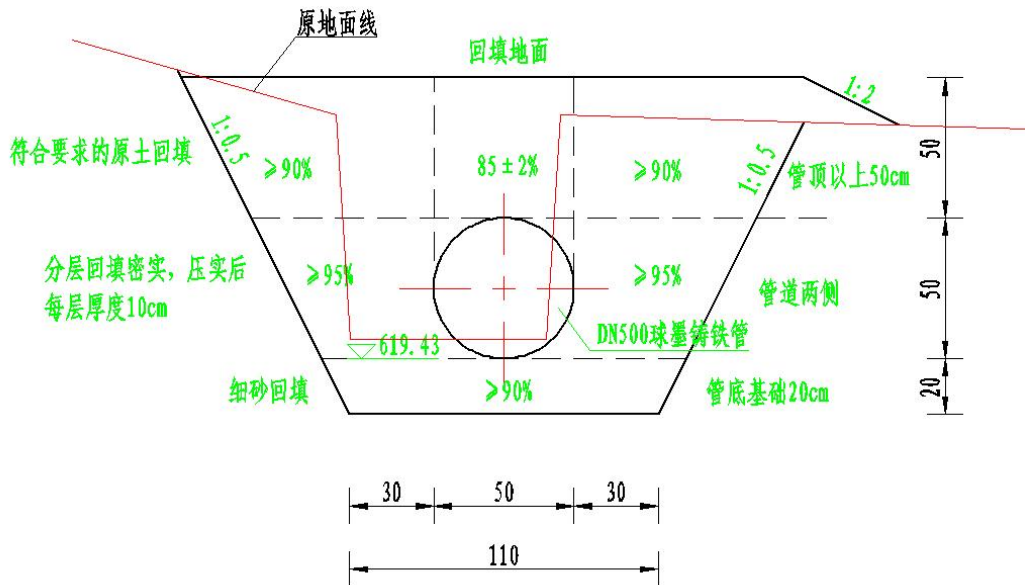 原地面线
回填地面
1:2
50
符合要求的原土回填
1:0.5
≥90%
85±2%
≥90%
1:0.5
管顶以上50cm
分层回填密实，压实后
每层厚度10cm
≥95%
≥95%
管道两侧
50
DN500球墨铸铁管
619.43
细砂回填
≥90%
管底基础20cm
20
30
50
30
110